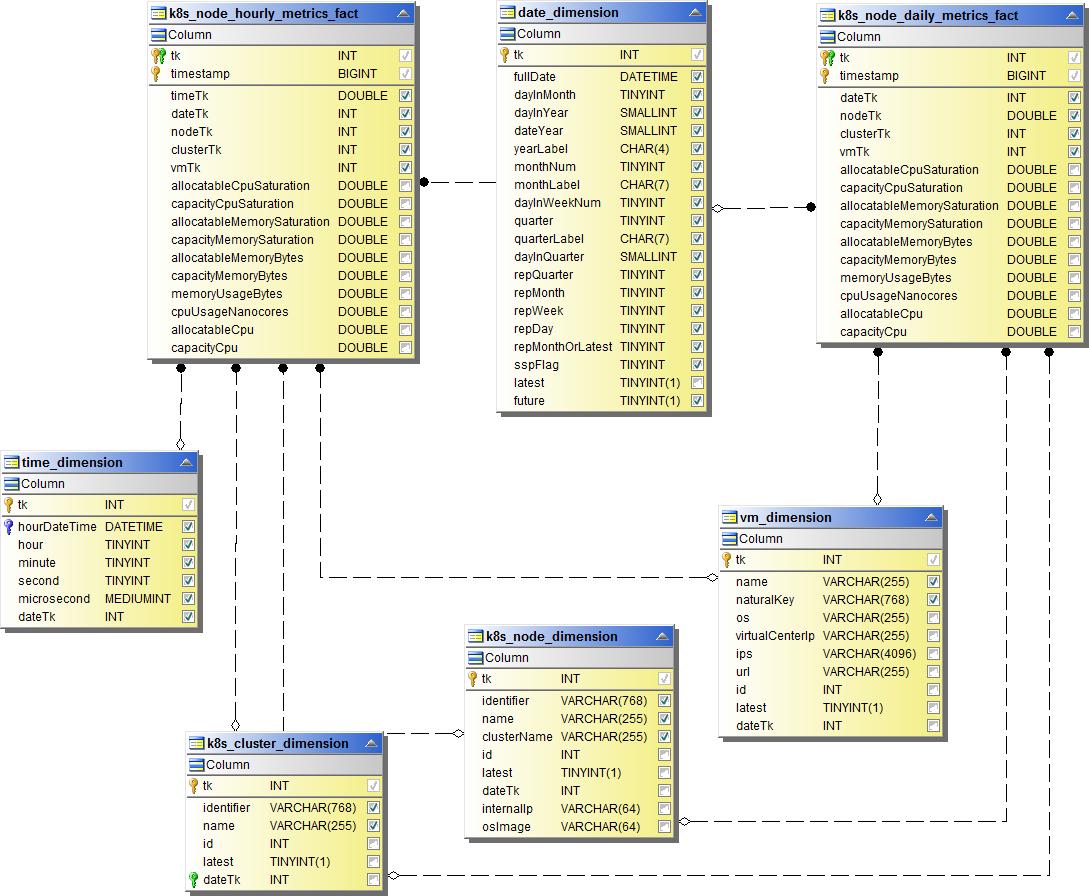 k8s_node_hourly_metrics_fact
Column
tk INT
timestamp BIGINT
timeTk DOUBLE
dateTk INT
nodeTk INT
clusterTk INT
vmTk INT
allocatableCpuSaturation DOUBLE
capacityCpuSaturation DOUBLE
allocatableMemorySaturation DOUBLE
capacityMemorySaturation DOUBLE
allocatableMemoryBytes DOUBLE
capacityMemoryBytes DOUBLE
memoryUsageBytes DOUBLE
cpuUsageNanocores DOUBLE
allocatableCpu DOUBLE
capacityCpu DOUBLE
date_dimension
Column
tk INT
fullDate DATETIME
dayInMonth TINYINT
dayInYear SMALLINT
dateYear SMALLINT
yearLabel CHAR(4)
monthNum TINYINT
monthLabel CHAR(7)
dayInWeekNum TINYINT
quarter TINYINT
quarterLabel CHAR(7)
dayInQuarter SMALLINT
repQuarter TINYINT
repMonth TINYINT
repWeek TINYINT
repDay TINYINT
repMonthOrLatest TINYINT
sspFlag TINYINT
latest TINYINT(1)
future TINYINT(1)
k8s_node_daily_metrics_fact
Column
tk INT
timestamp BIGINT
dateTk INT
nodeTk DOUBLE
clusterTk INT
vmTk INT
allocatableCpuSaturation DOUBLE
capacityCpuSaturation DOUBLE
allocatableMemorySaturation DOUBLE
capacityMemorySaturation DOUBLE
allocatableMemoryBytes DOUBLE
capacityMemoryBytes DOUBLE
memoryUsageBytes DOUBLE
cpuUsageNanocores DOUBLE
allocatableCpu DOUBLE
capacityCpu DOUBLE
time_dimension
Column
tk INT
hourDateTime DATETIME
hour TINYINT
minute TINYINT
second TINYINT
microsecond MEDIUMINT
dateTk INT
vm_dimension
Column
tk INT
name VARCHAR(255)
naturalKey VARCHAR(768)
os VARCHAR(255)
virtualCenterIp VARCHAR(255)
ips VARCHAR(4096)
url VARCHAR(255)
id INT
latest TINYINT(1)
dateTk INT
k8s_node_dimension
Column
tk INT
identifier VARCHAR(768)
name VARCHAR(255)
clusterName VARCHAR(255)
id INT
latest TINYINT(1)
dateTk INT
internalIp VARCHAR(64)
osImage VARCHAR(64)
k8s_cluster_dimension
Column
tk INT
identifier VARCHAR(768)
name VARCHAR(255)
id INT
latest TINYINT(1)
dateTk INT